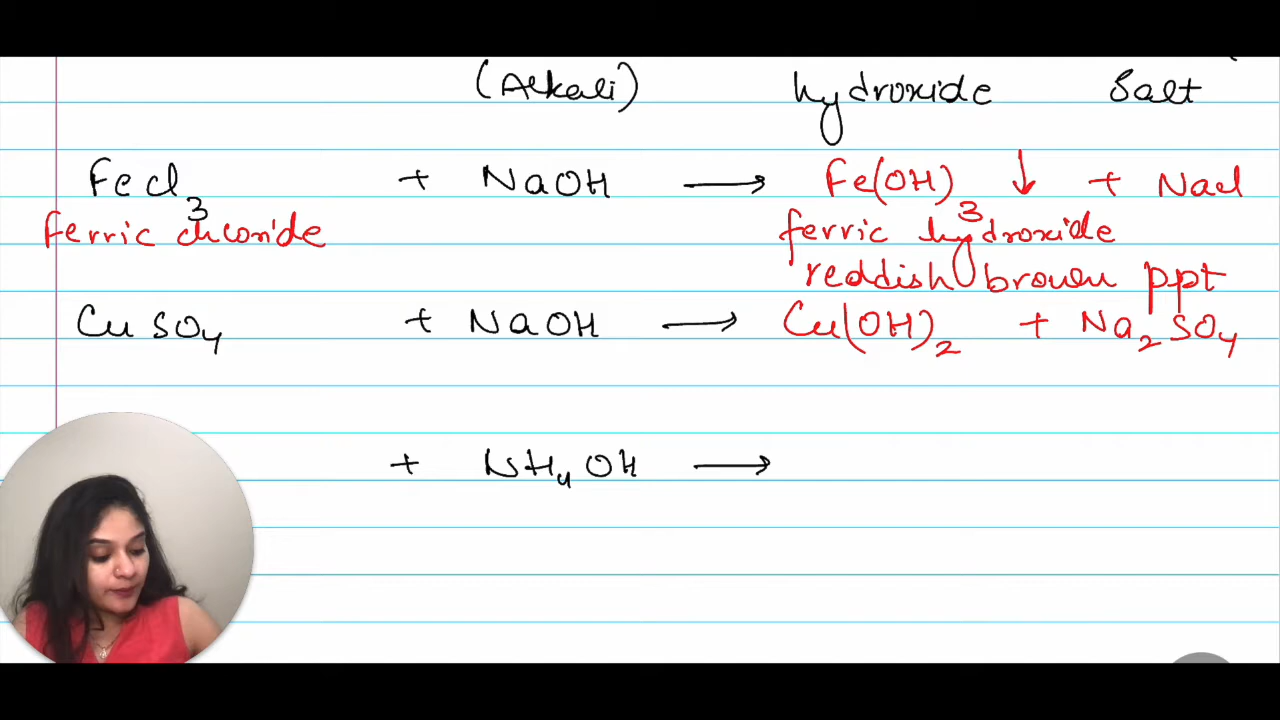 (Alkali) hydroxide Salt
FeCl3 + NaOH → Fe(OH)3 ↓ + NaCl
ferric chloride ferric hydroxide
reddish brown ppt
CuSO4 + NaOH → Cu(OH)2 + Na2SO4
+ NH4OH →